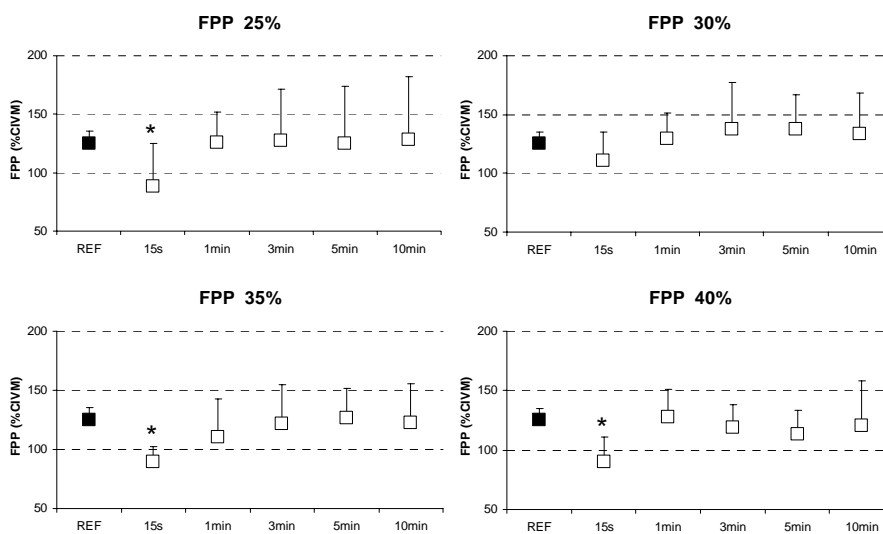 FPP 25%
200
150
100
50
FPP (%CIVM)
*
REF 15s 1min 3min 5min 10min
FPP 30%
200
150
100
50
FPP (%CIVM)
REF 15s 1min 3min 5min 10min
FPP 35%
200
150
100
50
FPP (%CIVM)
*
REF 15s 1min 3min 5min 10min
FPP 40%
200
150
100
50
FPP (%CIVM)
*
REF 15s 1min 3min 5min 10min